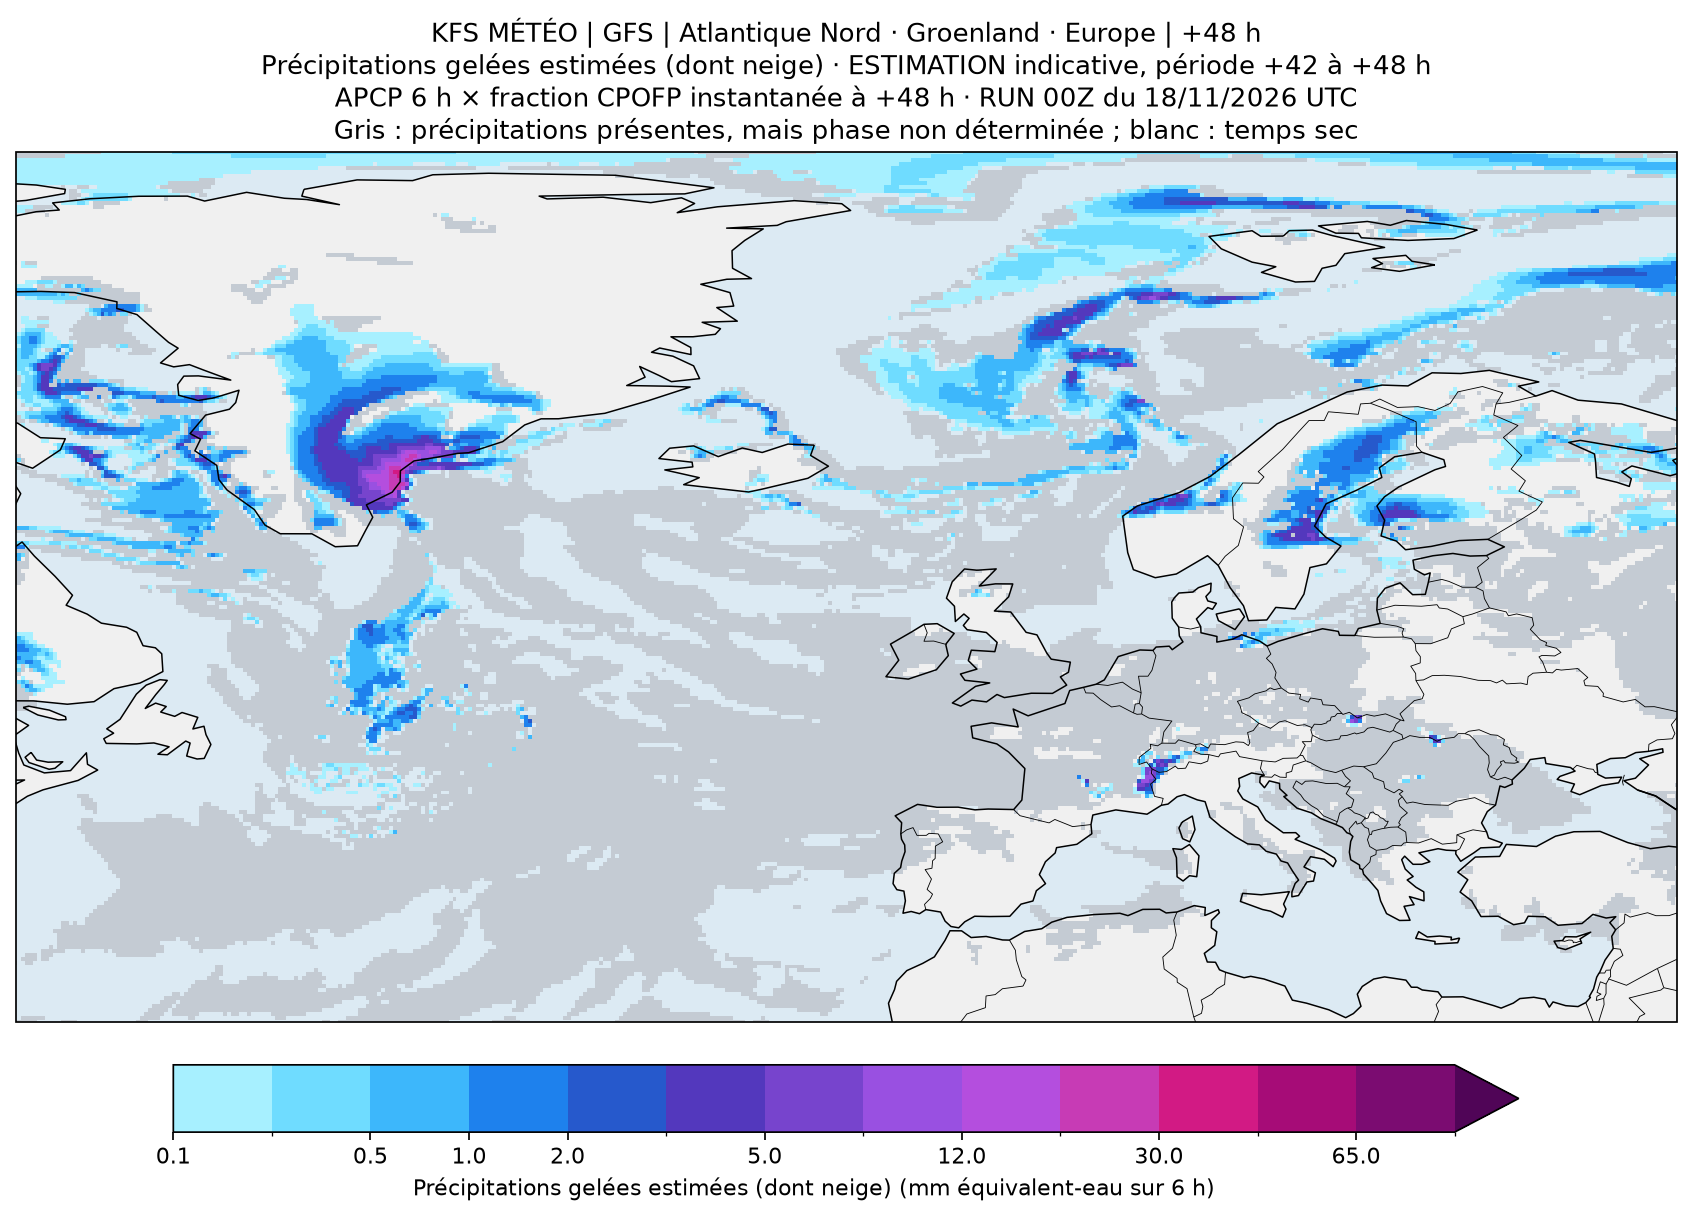 KFS MÉTÉO | GFS | Atlantique Nord · Groenland · Europe | +48 h
Précipitations gelées estimées (dont neige) · ESTIMATION indicative, période +42 à +48 h
APCP 6 h × fraction CPOFP instantanée à +48 h · RUN 00Z du 18/11/2026 UTC
Gris : précipitations présentes, mais phase non déterminée ; blanc : temps sec
0.1 0.5 1.0 2.0 5.0 12.0 30.0 65.0
Précipitations gelées estimées (dont neige) (mm équivalent-eau sur 6 h)